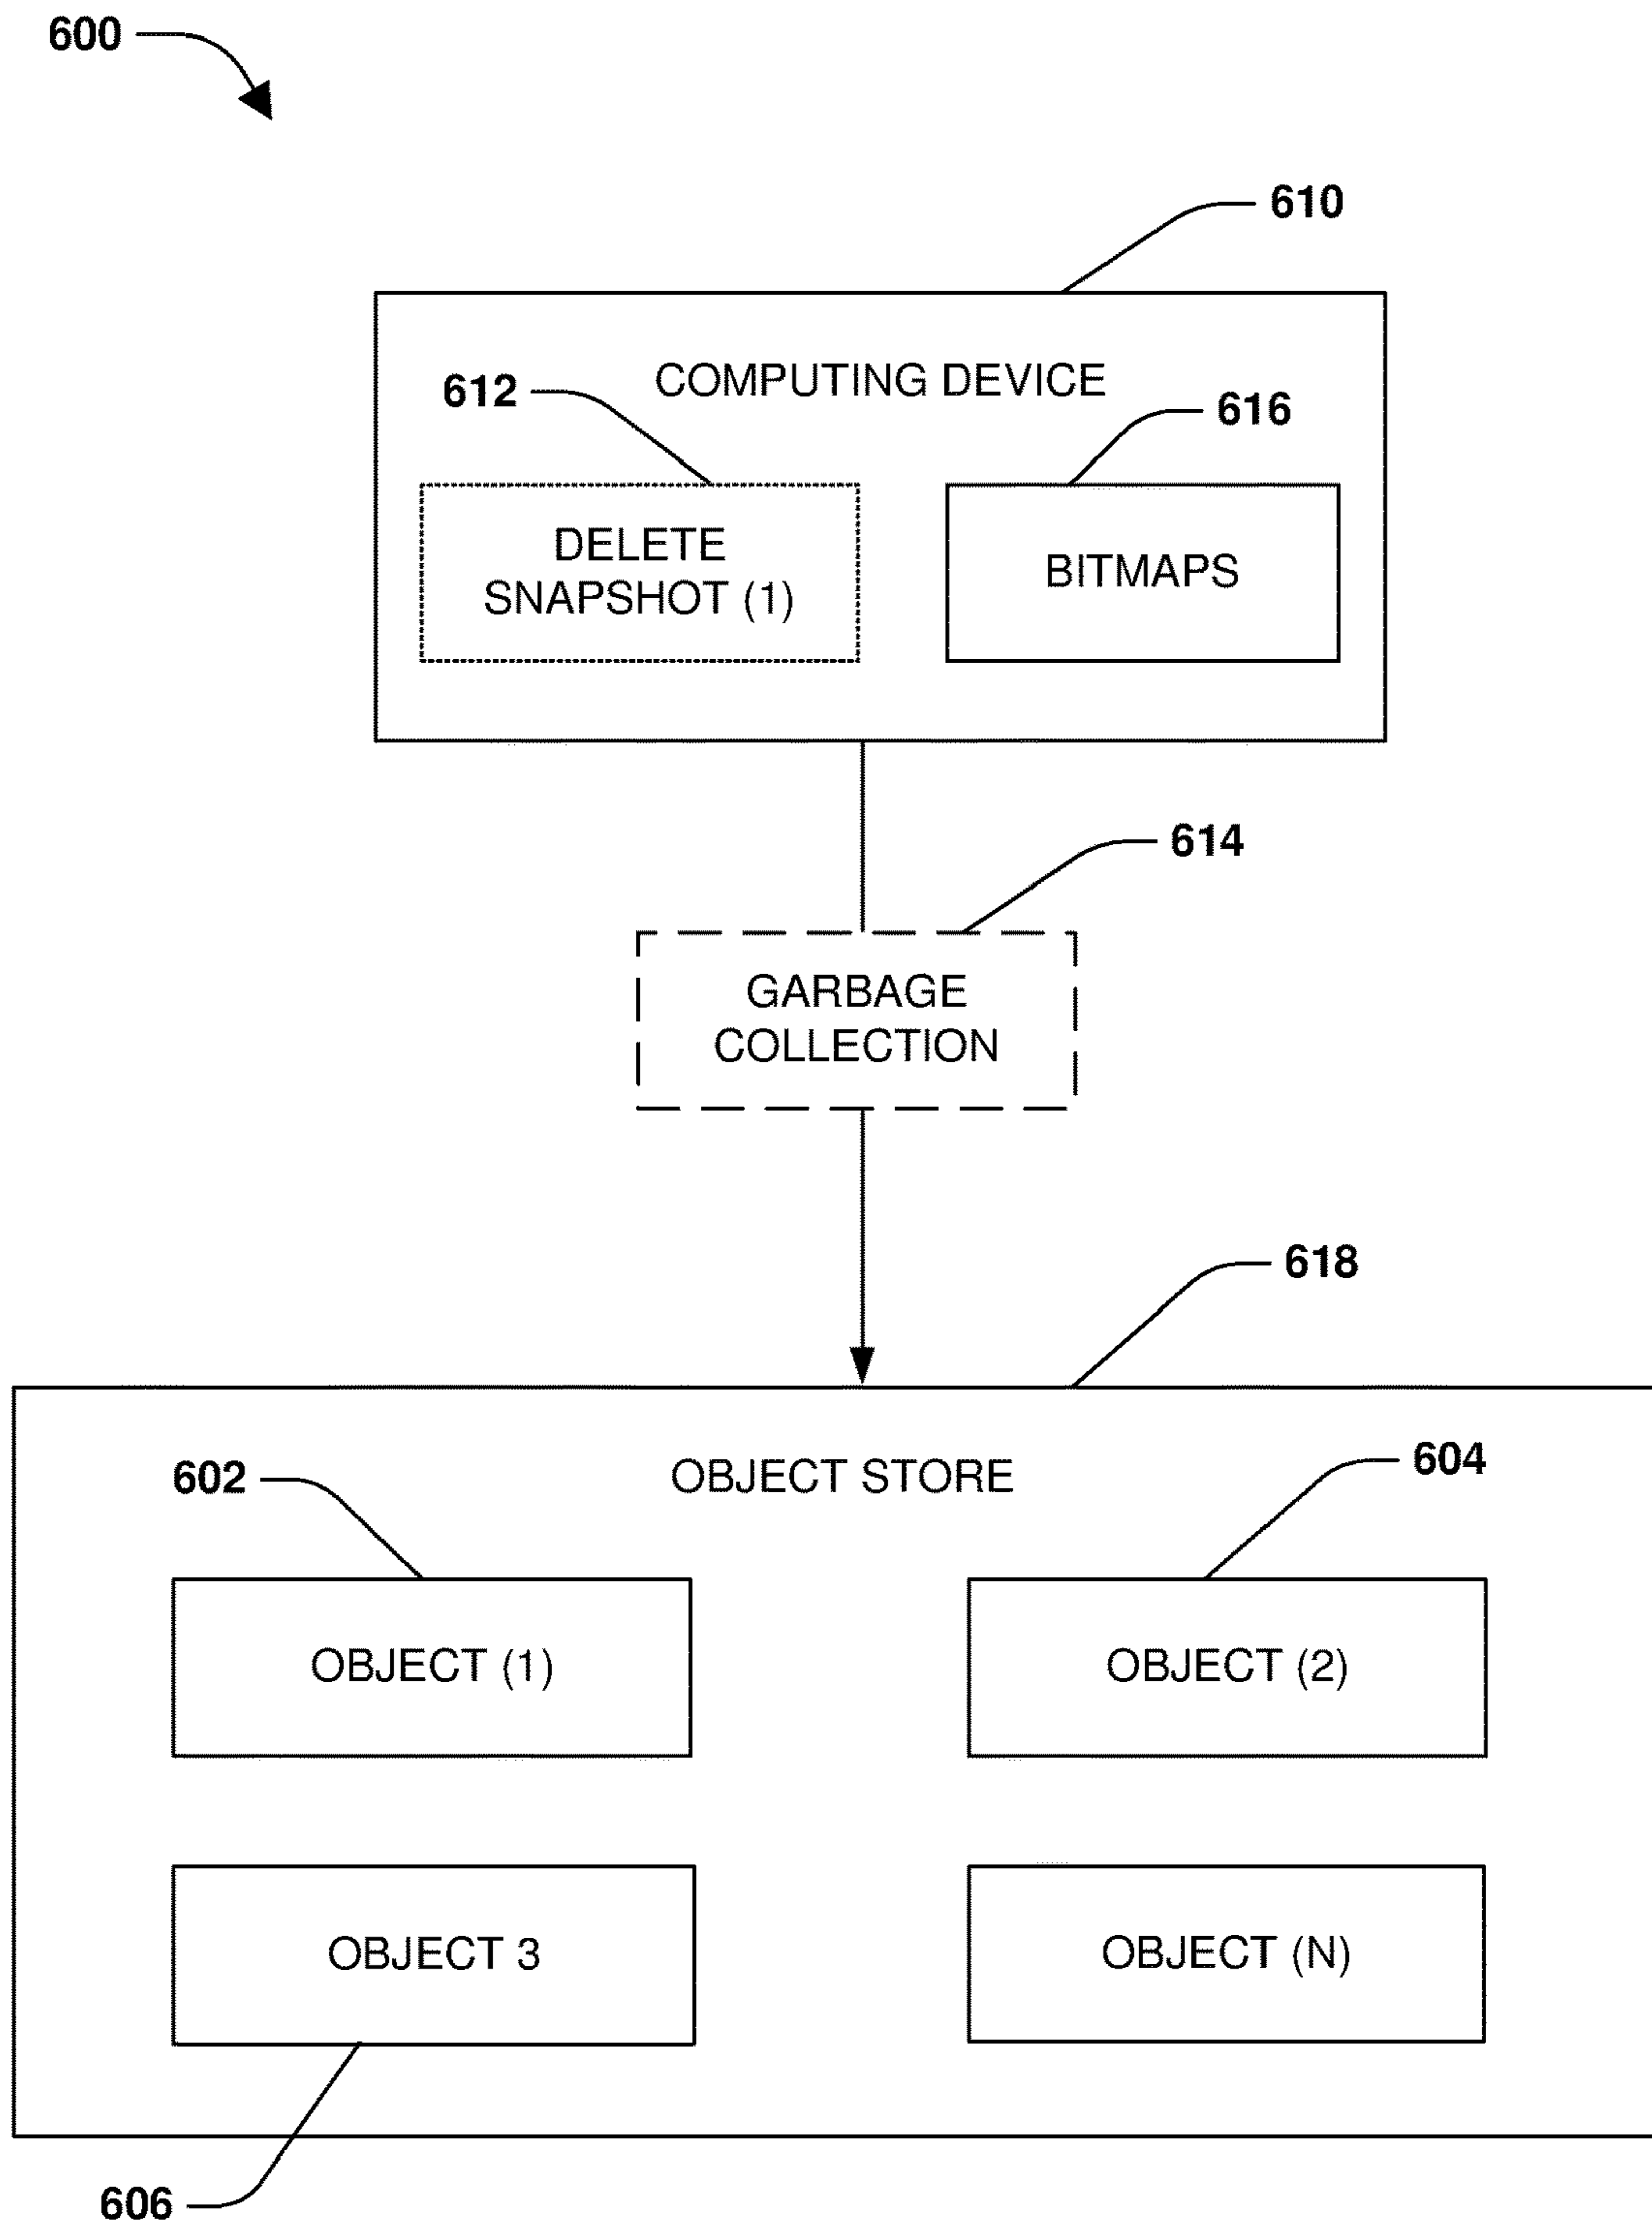 600
610
COMPUTING DEVICE
612
616
DELETE
SNAPSHOT (1)
BITMAPS
614
GARBAGE
COLLECTION
618
OBJECT STORE
602
604
OBJECT (1)
OBJECT (2)
OBJECT 3
OBJECT (N)
606